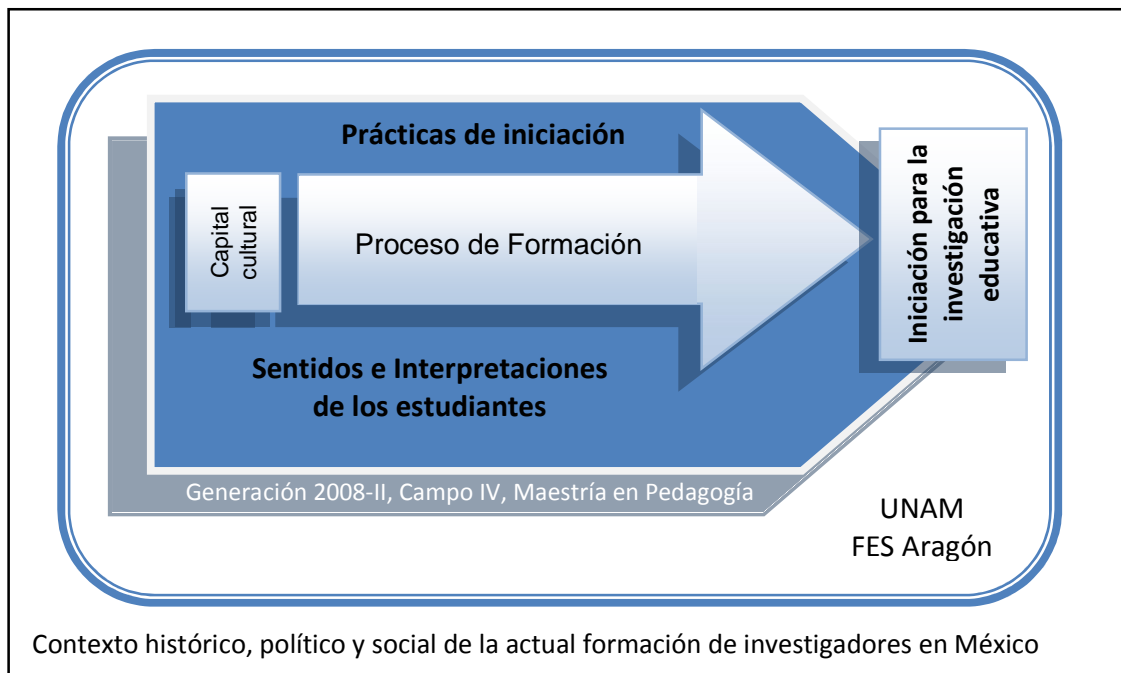 Prácticas de iniciación
Capital
cultural
Proceso de Formación
Iniciación para la
investigación
educativa
Sentidos e Interpretaciones
de los estudiantes
Generación 2008-II, Campo IV, Maestría en Pedagogía
UNAM
FES Aragón
Contexto histórico, político y social de la actual formación de investigadores en México